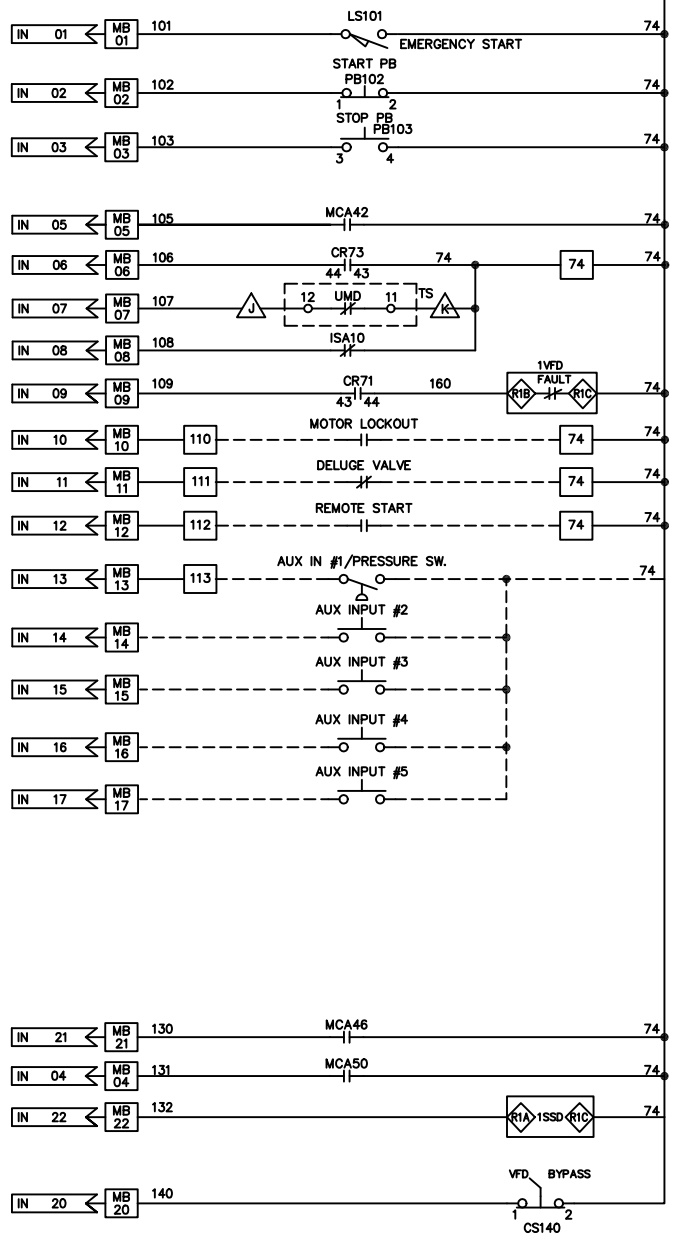 LS101
IN 01 MB 01 101 74
EMERGENCY START
START PB
PB102
IN 02 MB 02 102 1 2 74
STOP PB
PB103
IN 03 MB 03 103 3 4 74
MCA42
IN 05 MB 05 105 74
CR73
IN 06 MB 06 106 44 43 74 74 74
UMD TS
IN 07 MB 07 107 J 12 11 K
ISA10
IN 08 MB 08 108
1VFD
FAULT
CR71
IN 09 MB 09 109 43 44 160 R1B R1C 74
MOTOR LOCKOUT
IN 10 MB 10 110 74 74
DELUGE VALVE
IN 11 MB 11 111 74 74
REMOTE START
IN 12 MB 12 112 74 74
AUX IN #1/PRESSURE SW.
IN 13 MB 13 113 74
AUX INPUT #2
IN 14 MB 14
AUX INPUT #3
IN 15 MB 15
AUX INPUT #4
IN 16 MB 16
AUX INPUT #5
IN 17 MB 17
MCA46
IN 21 MB 21 130 74
MCA50
IN 04 MB 04 131 74
IN 22 MB 22 132 R1A 1SSD R1C 74
VFD BYPASS
IN 20 MB 20 140 1 2
CS140